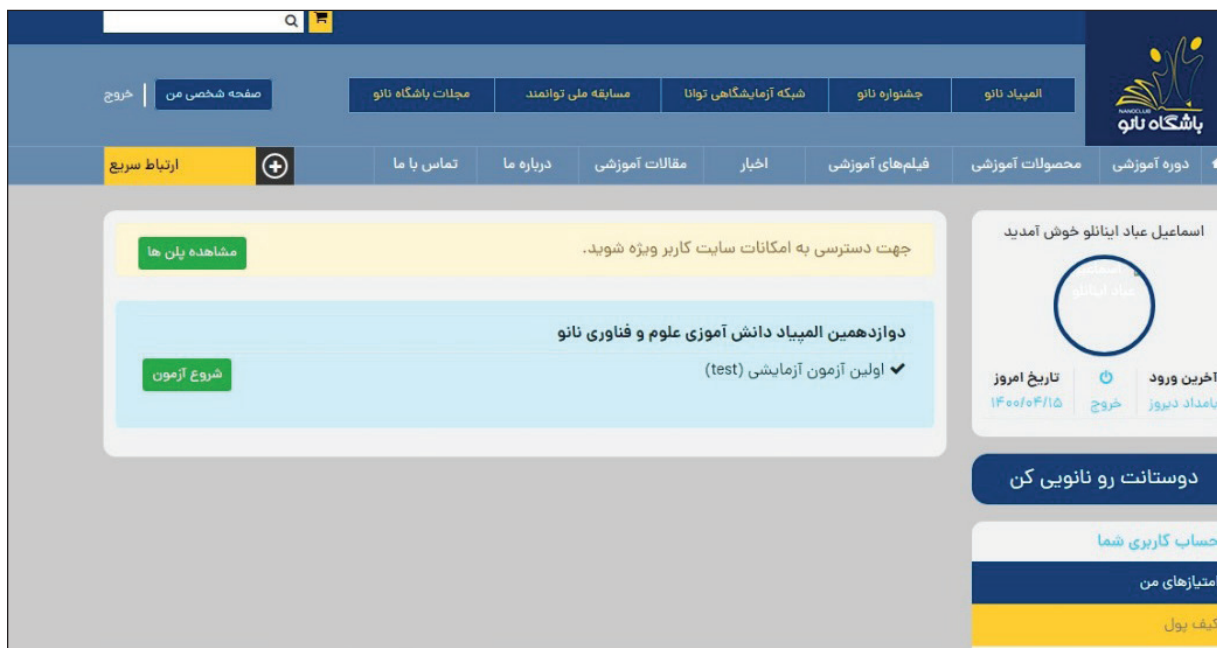 المپیاد نانو
جشنواره نانو
شبکه آزمایشگاهی توانا
مسابقه ملی توانمند
مجلات باشگاه نانو
صفحه شخصی من
خروج
NANOCLUB
باشگاه نانو
دوره آموزشی
محصولات آموزشی
فیلم‌های آموزشی
اخبار
مقالات آموزشی
درباره ما
تماس با ما
ارتباط سریع
اسماعیل عباد اینانلو خوش آمدید
عباد اینانلو
آخرین ورود
بامداد دیروز
خروج
تاریخ امروز
۱۴۰۰/۰۴/۱۵
دوستانت رو نانویی کن
حساب کاربری شما
امتیازهای من
کیف پول
جهت دسترسی به امکانات سایت کاربر ویژه شوید.
مشاهده پلن ها
دوازدهمین المپیاد دانش آموزی علوم و فناوری نانو
اولین آزمون آزمایشی (test)
شروع آزمون